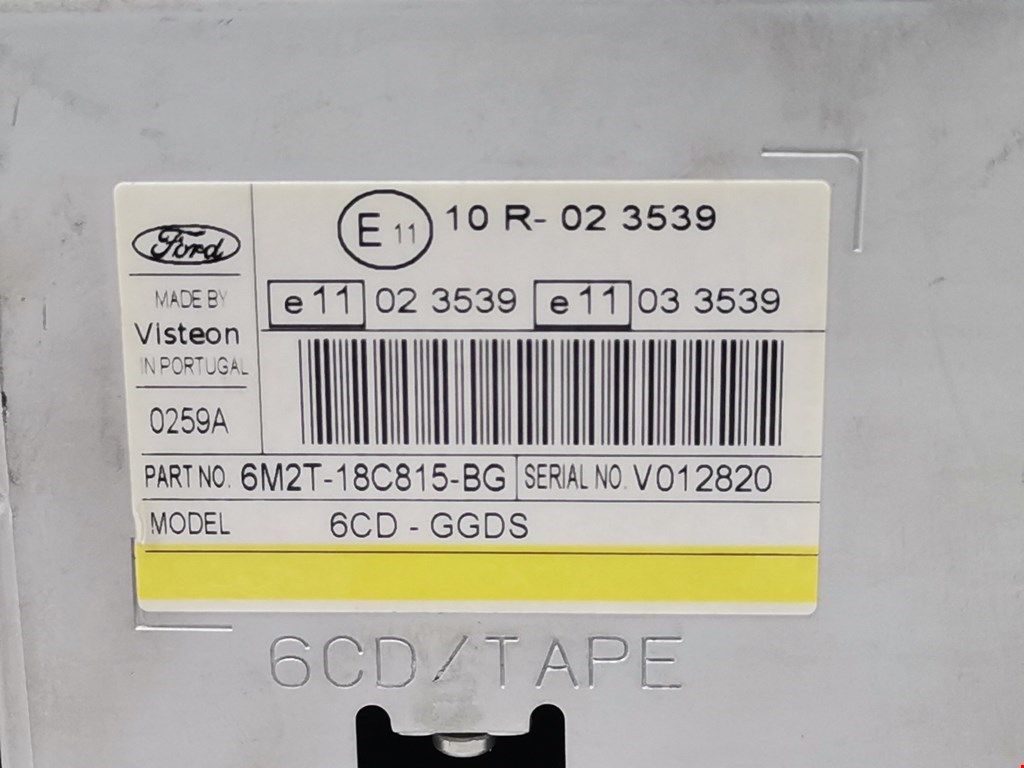 E 11 10 R- 02 3539
Ford
e 11 02 3539 e 11 03 3539
MADE BY
Visteon
IN PORTUGAL
0259A
PART NO. 6M2T-18C815-BG SERIAL NO. V012820
MODEL 6CD - GGDS
6CD/TAPE